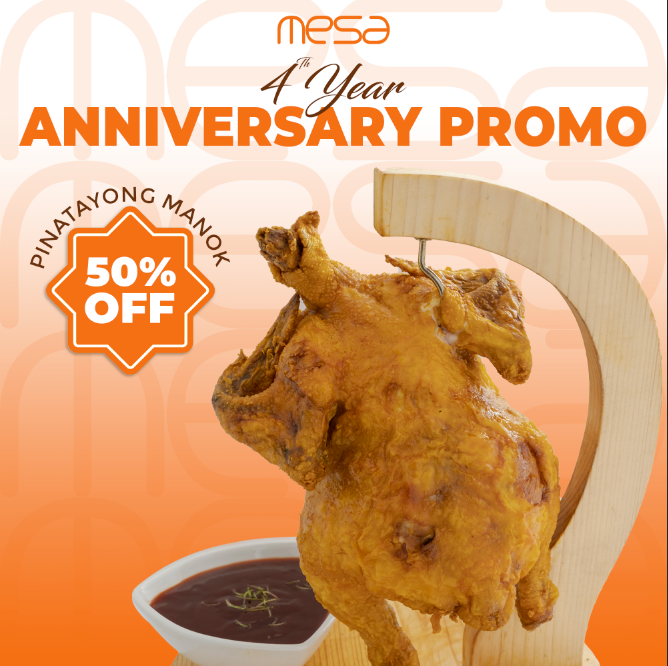 mesa
4Th Year
ANNIVERSARY PROMO
PINATAYONG MANOK
50%
OFF